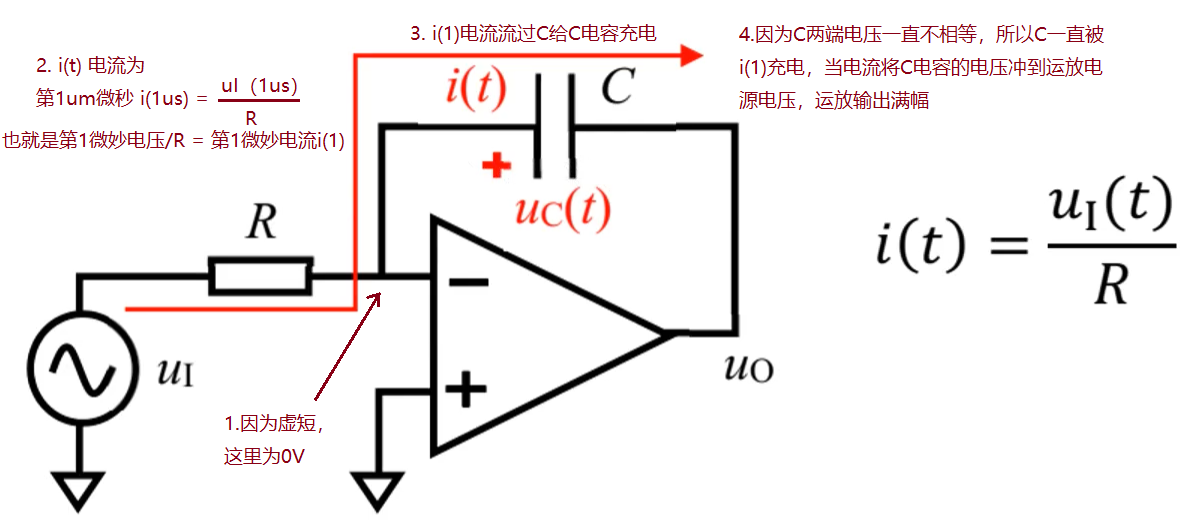 3. i(1)电流流过C给C电容充电
4.因为C两端电压一直不相等，所以C一直被
i(1)充电，当电流将C电容的电压冲到运放电
源电压，运放输出满幅
2. i(t) 电流为
第1um微秒 i(1us) = uI（1us) / R
也就是第1微妙电压/R = 第1微妙电流i(1)
i(t)
C
+
uC(t)
R
−
+
uI
uO
1.因为虚短，
这里为0V
i(t) = uI(t) / R